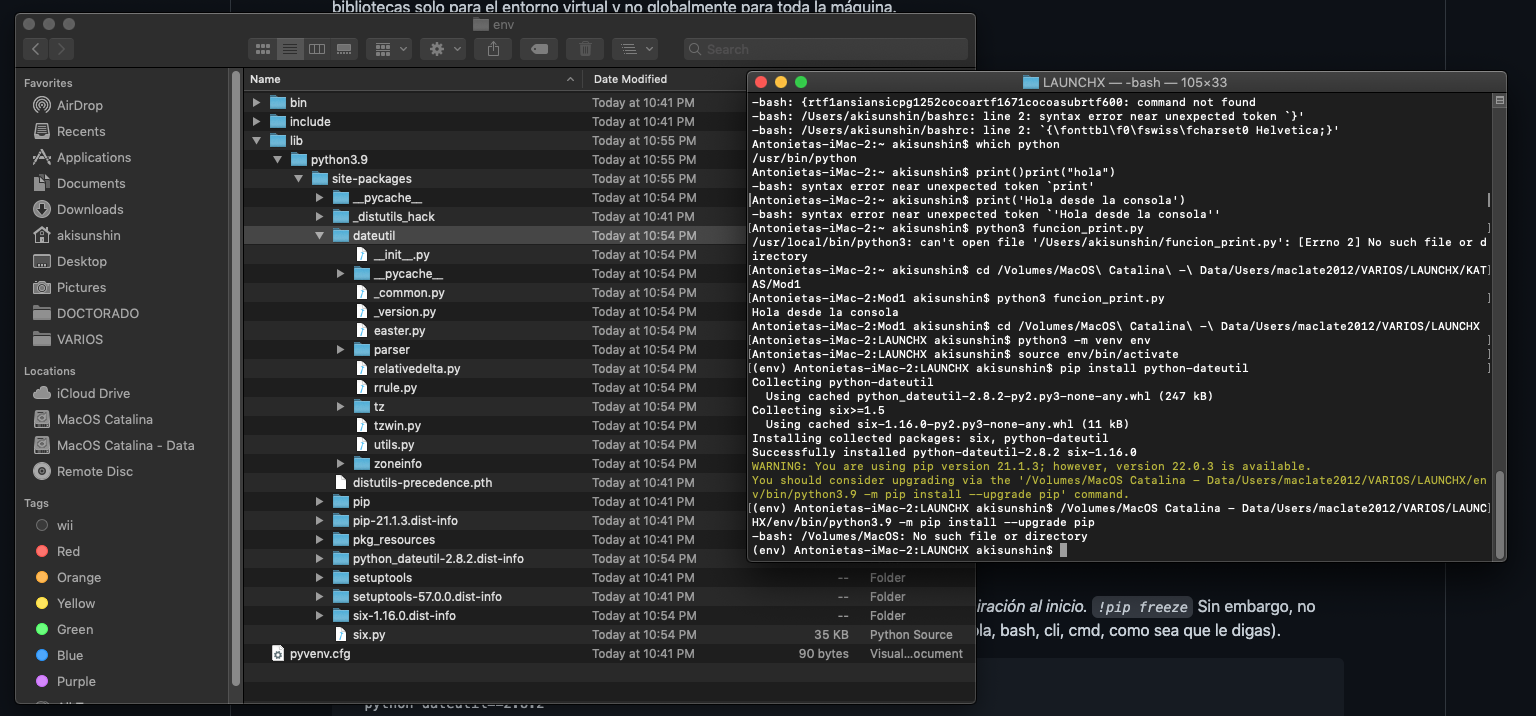 bibliotecas solo para el entorno virtual y no globalmente para toda la máquina.
env
Search
Favorites
AirDrop
Recents
Applications
Documents
Downloads
akisunshin
Desktop
Pictures
DOCTORADO
VARIOS
Locations
iCloud Drive
MacOS Catalina
MacOS Catalina - Data
Remote Disc
Tags
wii
Red
Orange
Yellow
Green
Blue
Purple
Name Date Modified
bin Today at 10:41 PM
include Today at 10:41 PM
lib Today at 10:55 PM
python3.9 Today at 10:55 PM
site-packages Today at 10:55 PM
__pycache__ Today at 10:54 PM
_distutils_hack Today at 10:41 PM
dateutil Today at 10:54 PM
__init__.py Today at 10:54 PM
__pycache__ Today at 10:54 PM
_common.py Today at 10:54 PM
_version.py Today at 10:54 PM
easter.py Today at 10:54 PM
parser Today at 10:54 PM
relativedelta.py Today at 10:54 PM
rrule.py Today at 10:54 PM
tz Today at 10:54 PM
tzwin.py Today at 10:54 PM
utils.py Today at 10:54 PM
zoneinfo Today at 10:54 PM
distutils-precedence.pth Today at 10:41 PM
pip Today at 10:41 PM
pip-21.1.3.dist-info Today at 10:41 PM
pkg_resources Today at 10:41 PM
python_dateutil-2.8.2.dist-info Today at 10:54 PM
setuptools Today at 10:41 PM -- Folder
setuptools-57.0.0.dist-info Today at 10:41 PM -- Folder
six-1.16.0.dist-info Today at 10:54 PM -- Folder
six.py Today at 10:54 PM 35 KB Python Source
pyvenv.cfg Today at 10:41 PM 90 bytes Visual...ocument
LAUNCHX — -bash — 105×33
-bash: {rtf1ansiansicpg1252cocoartf1671cocoasubrtf600: command not found
-bash: /Users/akisunshin/bashrc: line 2: syntax error near unexpected token `}'
-bash: /Users/akisunshin/bashrc: line 2: `{\fonttbl\f0\fswiss\fcharset0 Helvetica;}'
Antonietas-iMac-2:~ akisunshin$ which python
/usr/bin/python
Antonietas-iMac-2:~ akisunshin$ print()print("hola")
-bash: syntax error near unexpected token `print'
[Antonietas-iMac-2:~ akisunshin$ print('Hola desde la consola') ]
-bash: syntax error near unexpected token `'Hola desde la consola''
[Antonietas-iMac-2:~ akisunshin$ python3 funcion_print.py ]
/usr/local/bin/python3: can't open file '/Users/akisunshin/funcion_print.py': [Errno 2] No such file or d
irectory
[Antonietas-iMac-2:~ akisunshin$ cd /Volumes/MacOS\ Catalina\ -\ Data/Users/maclate2012/VARIOS/LAUNCHX/KAT]
AS/Mod1
[Antonietas-iMac-2:Mod1 akisunshin$ python3 funcion_print.py ]
Hola desde la consola
Antonietas-iMac-2:Mod1 akisunshin$ cd /Volumes/MacOS\ Catalina\ -\ Data/Users/maclate2012/VARIOS/LAUNCHX
[Antonietas-iMac-2:LAUNCHX akisunshin$ python3 -m venv env ]
[Antonietas-iMac-2:LAUNCHX akisunshin$ source env/bin/activate ]
[(env) Antonietas-iMac-2:LAUNCHX akisunshin$ pip install python-dateutil ]
Collecting python-dateutil
Using cached python_dateutil-2.8.2-py2.py3-none-any.whl (247 kB)
Collecting six>=1.5
Using cached six-1.16.0-py2.py3-none-any.whl (11 kB)
Installing collected packages: six, python-dateutil
Successfully installed python-dateutil-2.8.2 six-1.16.0
WARNING: You are using pip version 21.1.3; however, version 22.0.3 is available.
You should consider upgrading via the '/Volumes/MacOS Catalina - Data/Users/maclate2012/VARIOS/LAUNCHX/en
v/bin/python3.9 -m pip install --upgrade pip' command.
[(env) Antonietas-iMac-2:LAUNCHX akisunshin$ /Volumes/MacOS Catalina - Data/Users/maclate2012/VARIOS/LAUNC]
HX/env/bin/python3.9 -m pip install --upgrade pip
-bash: /Volumes/MacOS: No such file or directory
(env) Antonietas-iMac-2:LAUNCHX akisunshin$
iración al inicio. !pip freeze Sin embargo, no
la, bash, cli, cmd, como sea que le digas).
python-dateutil==2.8.2